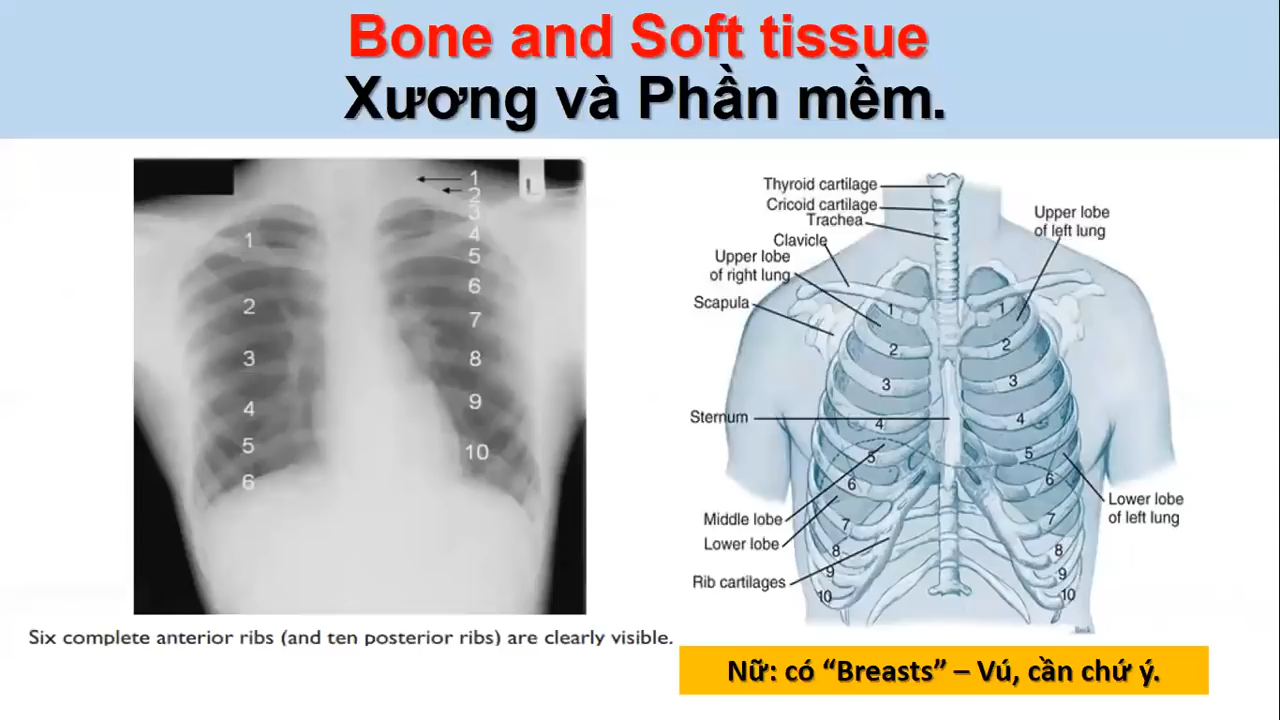 Bone and Soft tissue
Xương và Phần mềm.
1
2
3
4
5
6
1
2
3
4
5
6
7
8
9
10
L
Six complete anterior ribs (and ten posterior ribs) are clearly visible.
Thyroid cartilage
Cricoid cartilage
Trachea
Clavicle
Upper lobe
of right lung
Scapula
Sternum
Middle lobe
Lower lobe
Rib cartilages
Upper lobe
of left lung
Lower lobe
of left lung
1
2
3
4
5
6
7
8
9
10
1
2
3
4
5
6
7
8
9
10
Nữ: có “Breasts” – Vú, cần chứ ý.